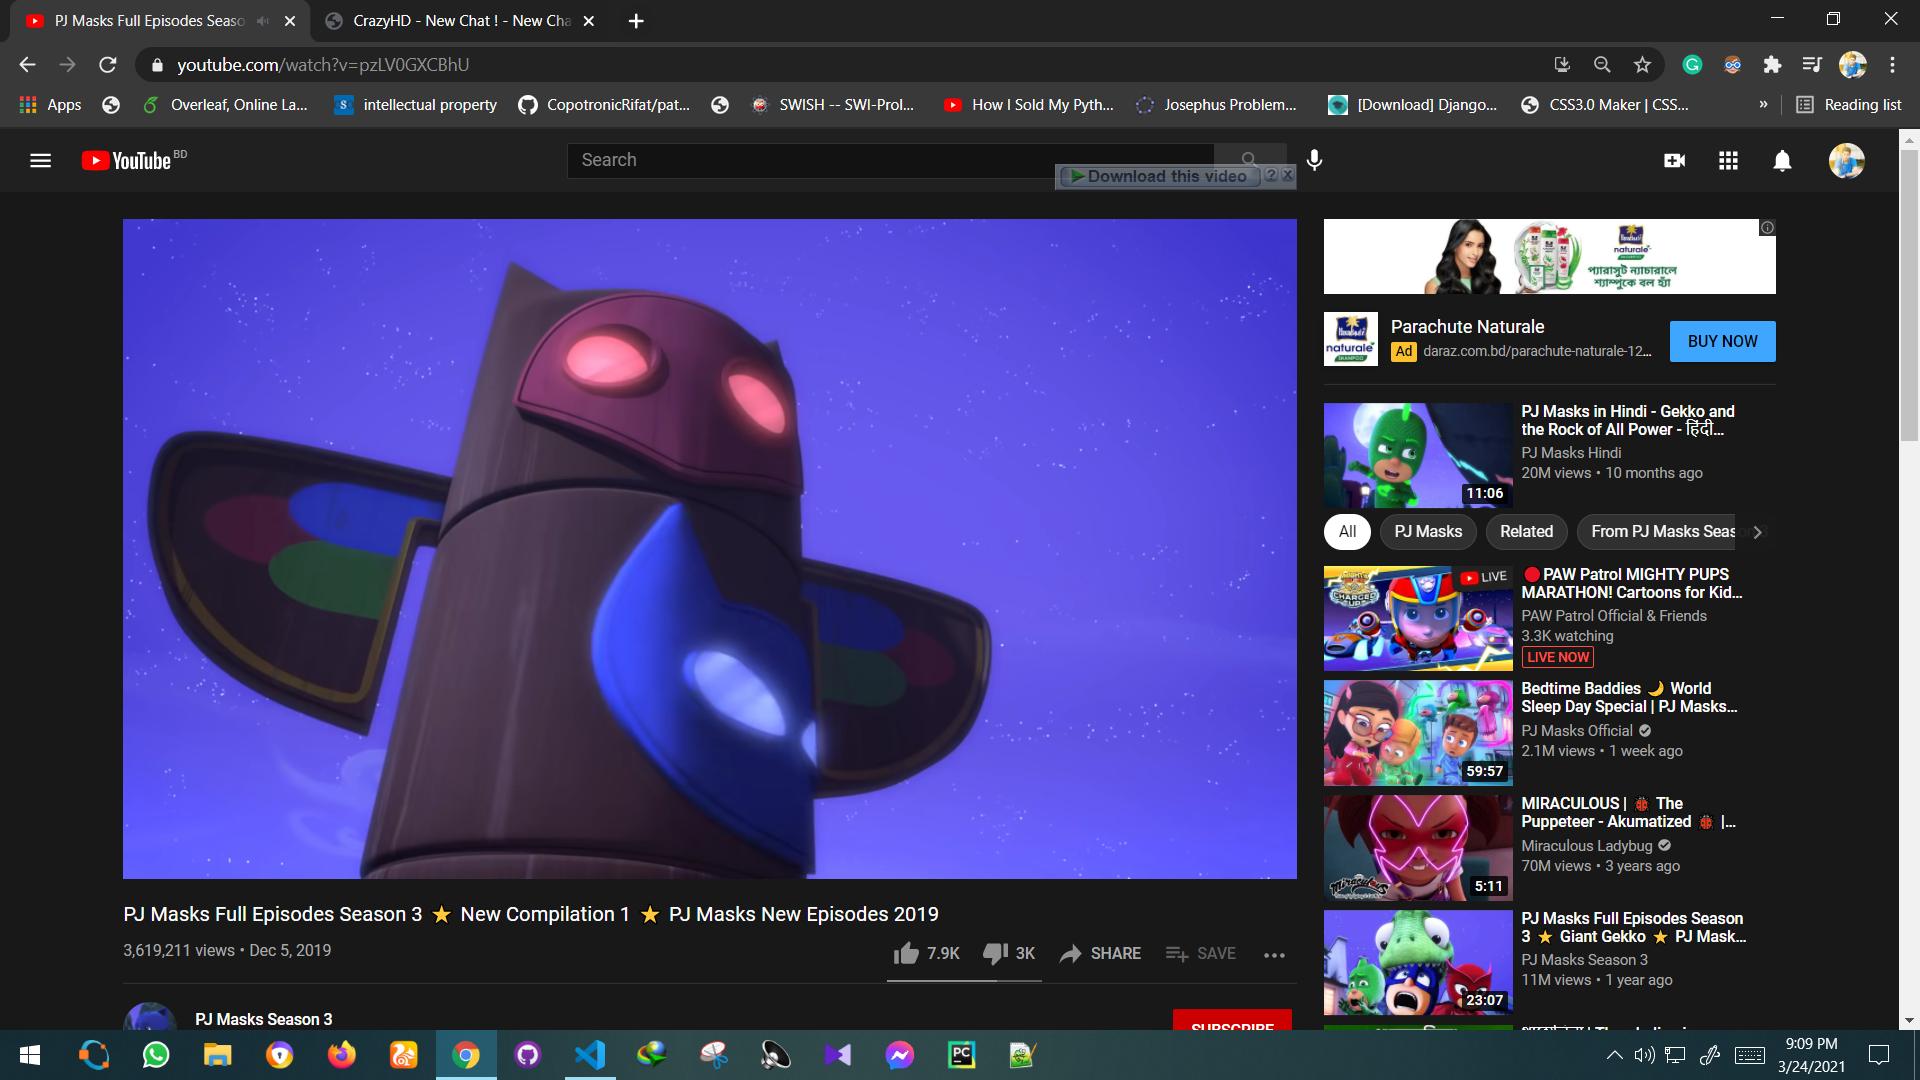 PJ Masks Full Episodes Seaso
CrazyHD - New Chat ! - New Cha
youtube.com/watch?v=pzLV0GXCBhU
Apps
Overleaf, Online La...
intellectual property
CopotronicRifat/pat...
SWISH -- SWI-Prol...
How I Sold My Pyth...
Josephus Problem...
[Download] Django...
CSS3.0 Maker | CSS...
»
Reading list
YouTube BD
Search
Download this video ? X
Parachute
naturale
প্যারাসুট ন্যাচারালে
শ্যাম্পুকে বল হ্যাঁ
naturale
SHAMPOO
Parachute Naturale
Ad daraz.com.bd/parachute-naturale-12...
BUY NOW
PJ Masks in Hindi - Gekko and
the Rock of All Power - हिंदी...
PJ Masks Hindi
20M views • 10 months ago
11:06
All
PJ Masks
Related
From PJ Masks Seas
LIVE
CHARGED UP
PAW Patrol MIGHTY PUPS
MARATHON! Cartoons for Kid...
PAW Patrol Official & Friends
3.3K watching
LIVE NOW
Bedtime Baddies 🌙 World
Sleep Day Special | PJ Masks...
PJ Masks Official
2.1M views • 1 week ago
59:57
MIRACULOUS | 🐞 The
Puppeteer - Akumatized 🐞 |...
Miraculous Ladybug
70M views • 3 years ago
Miraculous
5:11
PJ Masks Full Episodes Season
3 ⭐ Giant Gekko ⭐ PJ Mask...
PJ Masks Season 3
11M views • 1 year ago
23:07
PJ Masks Full Episodes Season 3 ⭐ New Compilation 1 ⭐ PJ Masks New Episodes 2019
3,619,211 views • Dec 5, 2019
7.9K
3K
SHARE
SAVE
PJ Masks Season 3
SUBSCRIBE
PC
9:09 PM
3/24/2021